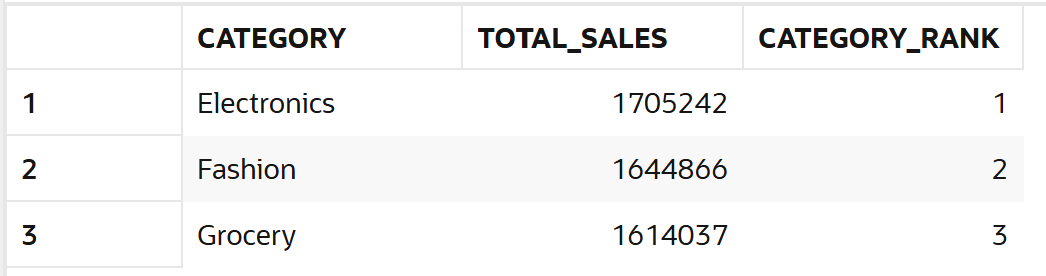 CATEGORY TOTAL_SALES CATEGORY_RANK
1 Electronics 1705242 1
2 Fashion 1644866 2
3 Grocery 1614037 3